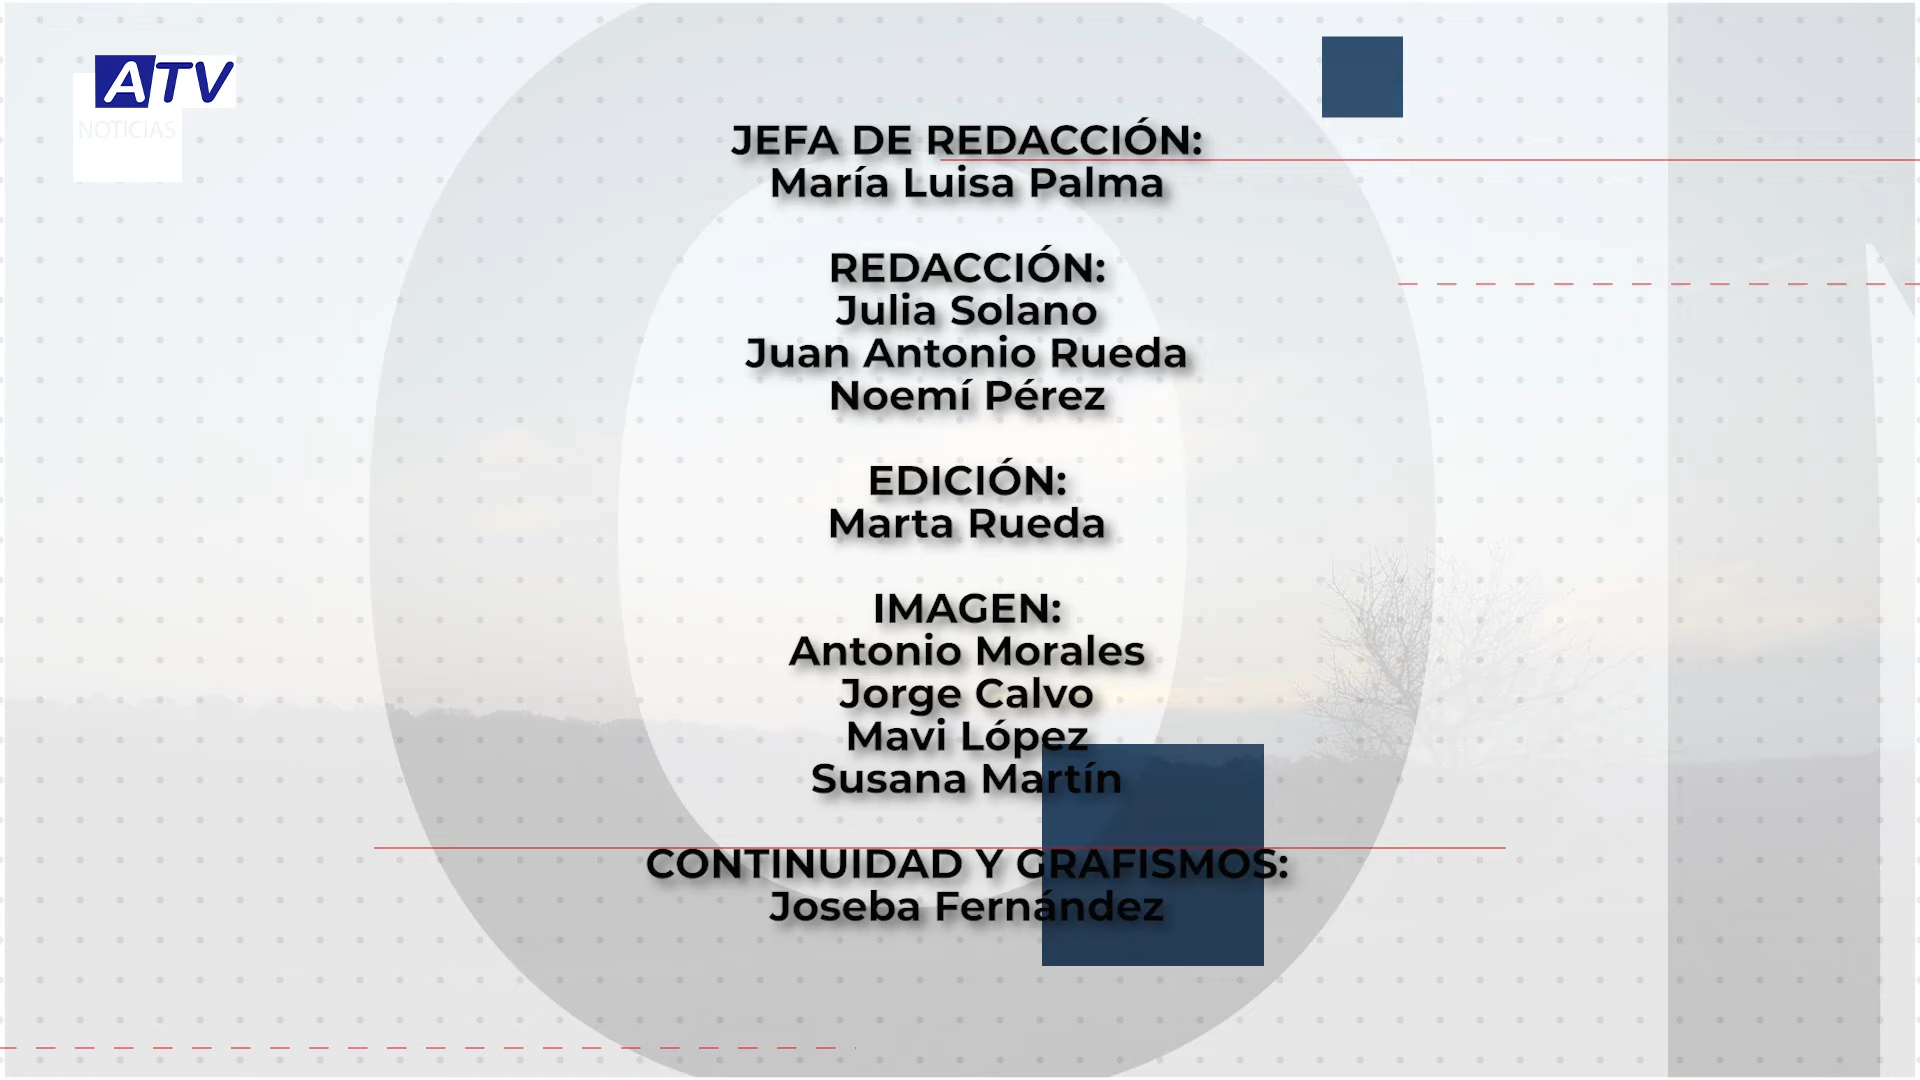 ATV
NOTICIAS
JEFA DE REDACCIÓN:
María Luisa Palma
REDACCIÓN:
Julia Solano
Juan Antonio Rueda
Noemí Pérez
EDICIÓN:
Marta Rueda
IMAGEN:
Antonio Morales
Jorge Calvo
Mavi López
Susana Martín
CONTINUIDAD Y GRAFISMOS:
Joseba Fernández